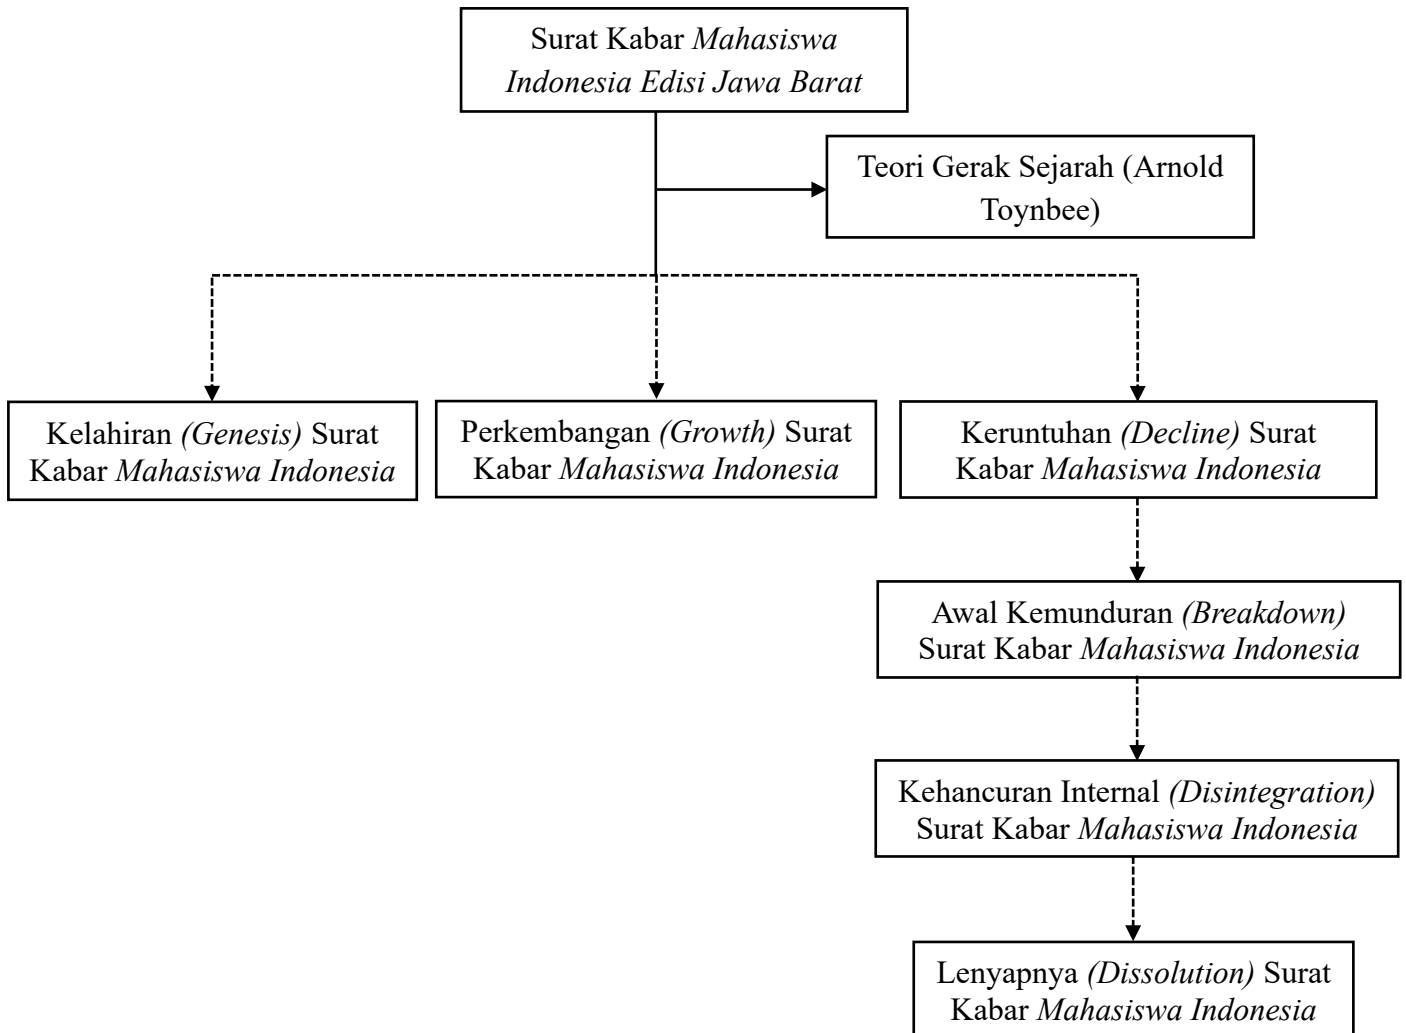 Surat Kabar Mahasiswa
Indonesia Edisi Jawa Barat
Teori Gerak Sejarah (Arnold
Toynbee)
Kelahiran (Genesis) Surat
Kabar Mahasiswa Indonesia
Perkembangan (Growth) Surat
Kabar Mahasiswa Indonesia
Keruntuhan (Decline) Surat
Kabar Mahasiswa Indonesia
Awal Kemunduran (Breakdown)
Surat Kabar Mahasiswa Indonesia
Kehancuran Internal (Disintegration)
Surat Kabar Mahasiswa Indonesia
Lenyapnya (Dissolution) Surat
Kabar Mahasiswa Indonesia